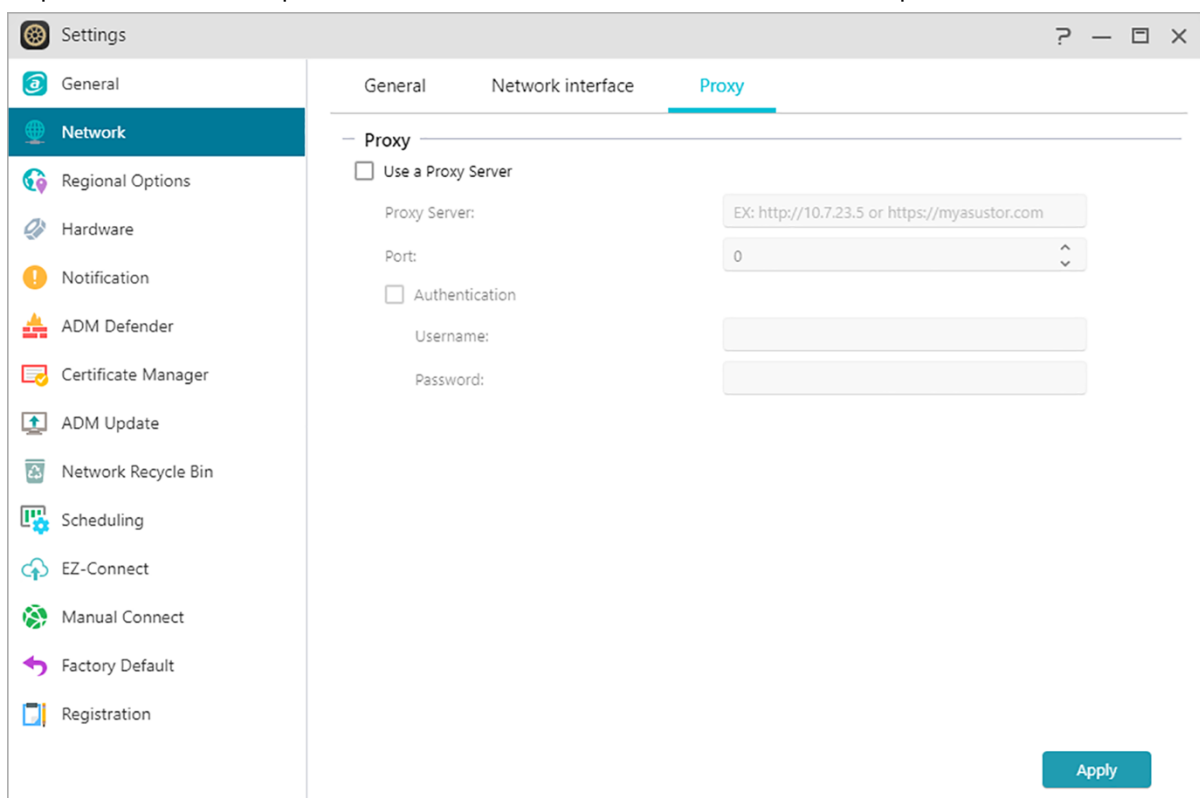 Settings
General
Network
Regional Options
Hardware
Notification
ADM Defender
Certificate Manager
ADM Update
Network Recycle Bin
Scheduling
EZ-Connect
Manual Connect
Factory Default
Registration
General Network interface Proxy
Proxy
Use a Proxy Server
Proxy Server: EX: http://10.7.23.5 or https://myasustor.com
Port: 0
Authentication
Username:
Password:
Apply